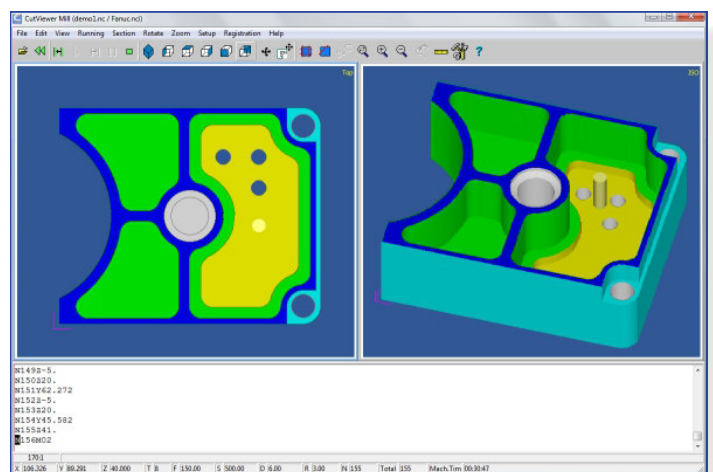 CutViewer Mill (demo1.nc / Fanuc.nci)
File Edit View Running Section Rotate Zoom Setup Registration Help
Top
ISO
N149Z-5.
N150Z20.
N151Y62.272
N152Z-5.
N153Z20.
N154Y45.582
N155Z41.
N156M02
170:1
X 106.326 Y 89.291 Z 40.000 T 8 F 150.00 S 500.00 D 6.00 R 3.00 N 155 Total 155 Mach.Tim 00:30:47